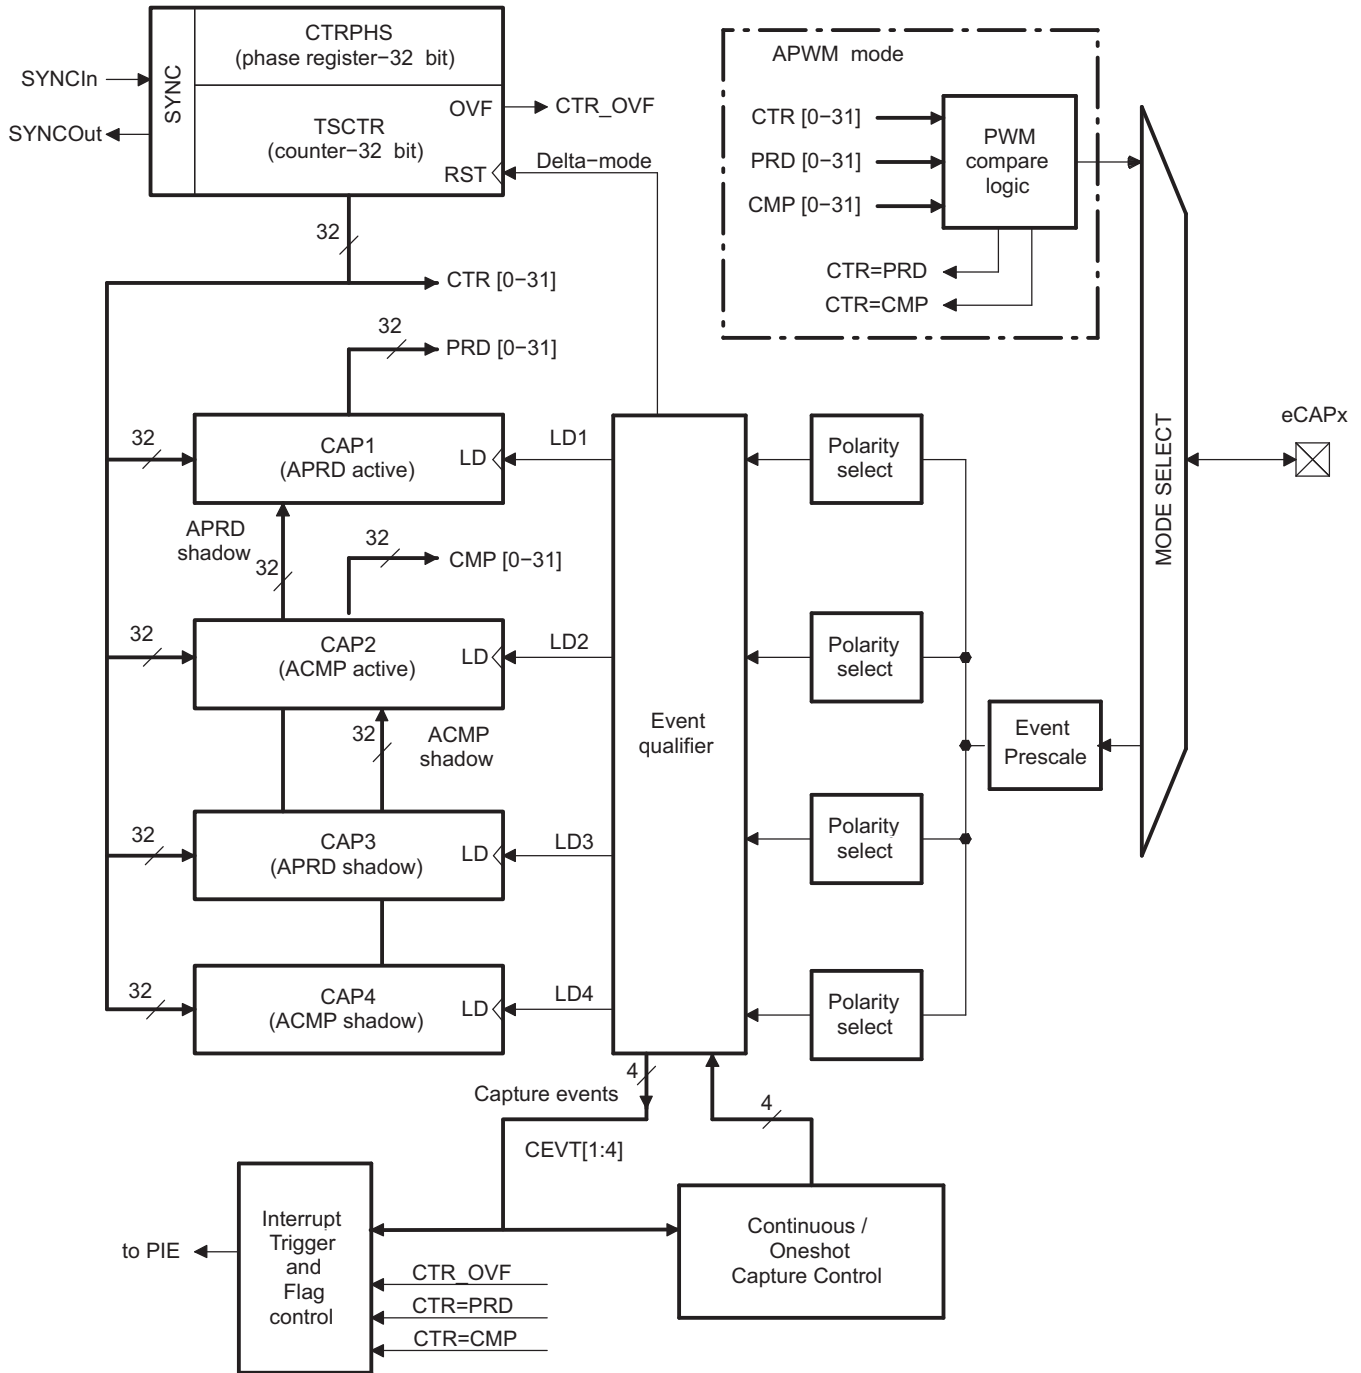 CTRPHS
(phase register−32 bit)
APWM mode
SYNCIn
SYNC
OVF
CTR_OVF
SYNCOut
TSCTR
(counter−32 bit)
RST
Delta−mode
CTR [0−31]
PRD [0−31]
CMP [0−31]
PWM
compare
logic
CTR=PRD
CTR=CMP
32
CTR [0−31]
32
PRD [0−31]
eCAPx
MODE SELECT
32
CAP1
(APRD active)
LD
LD1
Polarity
select
APRD
shadow
32
32
CMP [0−31]
32
CAP2
(ACMP active)
LD
LD2
Polarity
select
32
ACMP
shadow
Event
qualifier
Event
Prescale
32
CAP3
(APRD shadow)
LD
LD3
Polarity
select
32
CAP4
(ACMP shadow)
LD
LD4
Polarity
select
4
Capture events
4
CEVT[1:4]
Interrupt
Trigger
and
Flag
control
to PIE
Continuous /
Oneshot
Capture Control
CTR_OVF
CTR=PRD
CTR=CMP